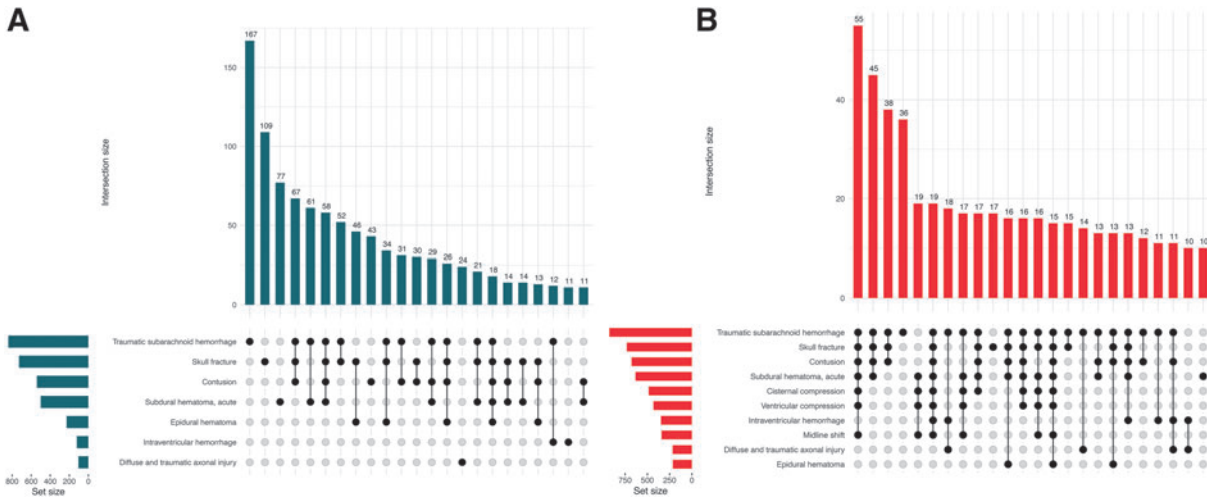 A
Intersection size
150
100
50
0
167
109
77
67
61
58
52
46
43
34
31
30
29
26
24
21
18
14
14
13
12
11
11
Traumatic subarachnoid hemorrhage
Skull fracture
Contusion
Subdural hematoma, acute
Epidural hematoma
Intraventricular hemorrhage
Diffuse and traumatic axonal injury
800 600 400 200 0
Set size
B
Intersection size
40
20
0
55
45
38
36
19
19
18
17
17
17
16
16
16
15
15
14
13
13
13
12
11
11
10
10
Traumatic subarachnoid hemorrhage
Skull fracture
Contusion
Subdural hematoma, acute
Cisternal compression
Ventricular compression
Intraventricular hemorrhage
Midline shift
Diffuse and traumatic axonal injury
Epidural hematoma
750 500 250 0
Set size